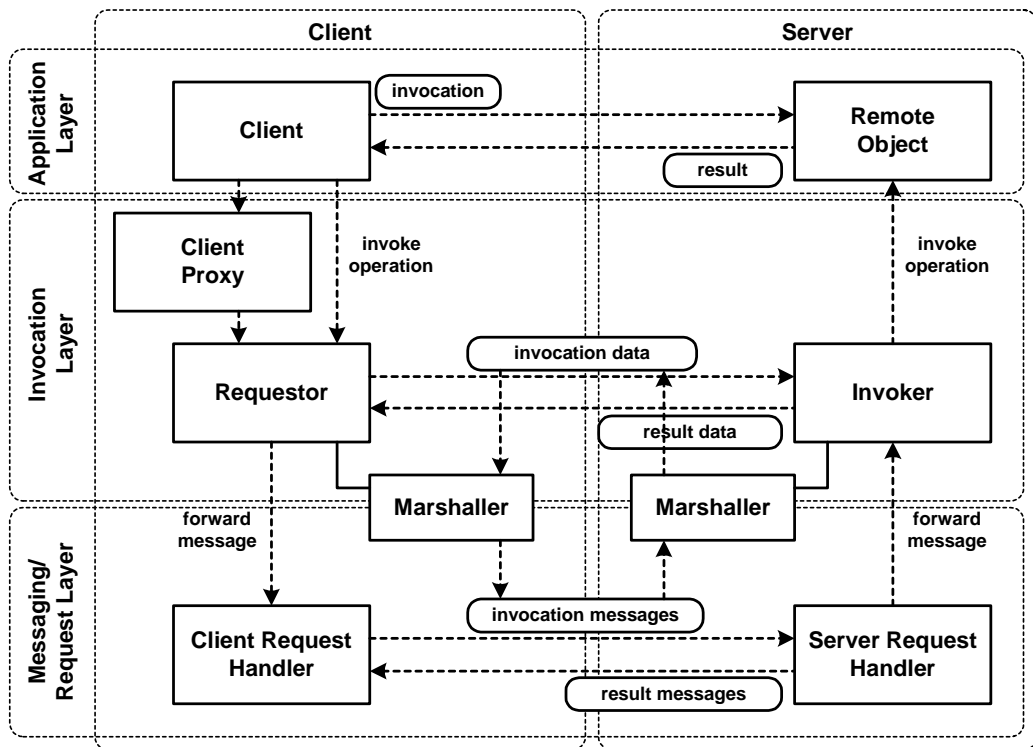 Client
Server
Application
Layer
invocation
Client
Remote
Object
result
Client
Proxy
invoke
operation
invoke
operation
Invocation
Layer
invocation data
Requestor
Invoker
result data
Marshaller
Marshaller
forward
message
forward
message
Messaging/
Request Layer
invocation messages
Client Request
Handler
Server Request
Handler
result messages